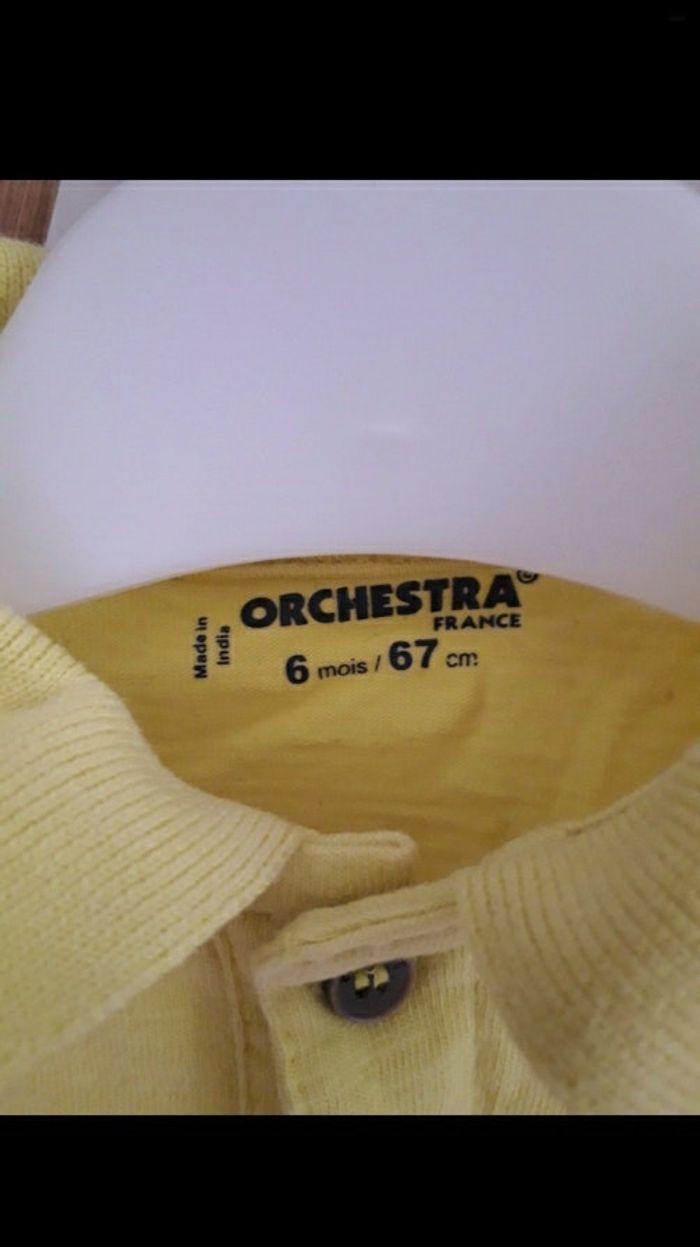 Made in
India
ORCHESTRA©
FRANCE
6 mois / 67 cm